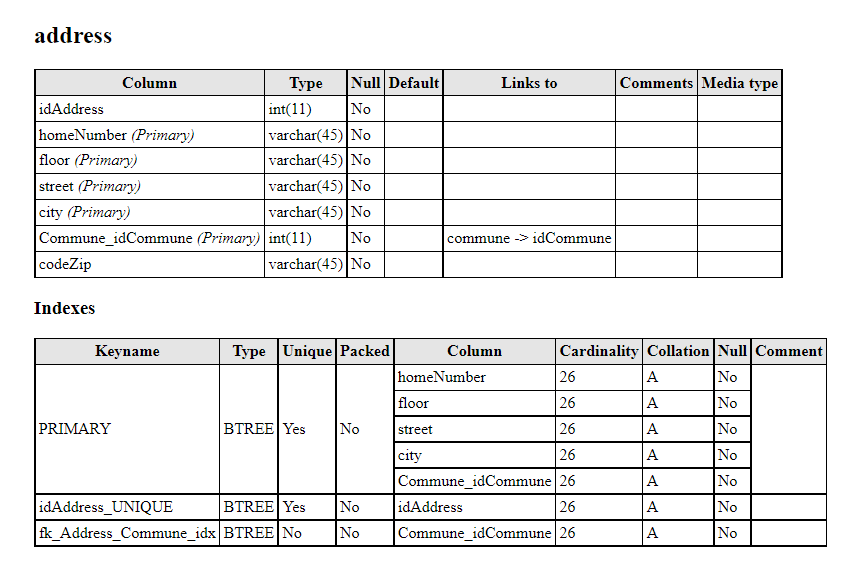 address
Column Type Null Default Links to Comments Media type
idAddress int(11) No
homeNumber (Primary) varchar(45) No
floor (Primary) varchar(45) No
street (Primary) varchar(45) No
city (Primary) varchar(45) No
Commune_idCommune (Primary) int(11) No commune -> idCommune
codeZip varchar(45) No
Indexes
Keyname Type Unique Packed Column Cardinality Collation Null Comment
homeNumber 26 A No
floor 26 A No
PRIMARY BTREE Yes No street 26 A No
city 26 A No
Commune_idCommune 26 A No
idAddress_UNIQUE BTREE Yes No idAddress 26 A No
fk_Address_Commune_idx BTREE No No Commune_idCommune 26 A No